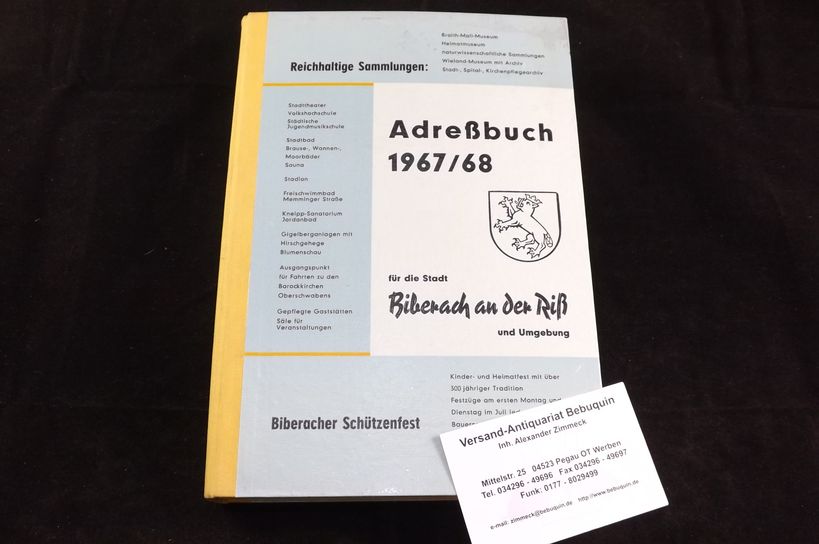 Braith-Mali-Museum
Heimatmuseum
naturwissenschaftliche Sammlungen
Wieland-Museum mit Archiv
Stadt-, Spital-, Kirchenpflegearchiv
Reichhaltige Sammlungen:
Stadttheater
Volkshochschule
Städtische
Jugendmusikschule
Stadtbad
Brause-, Wannen-,
Moorbäder
Sauna
Stadion
Freischwimmbad
Memminger Straße
Kneipp-Sanatorium
Jordanbad
Gigelberganlagen mit
Hirschgehege
Blumenschau
Ausgangspunkt
für Fahrten zu den
Barockkirchen
Oberschwabens
Gepflegte Gaststätten
Säle für
Veranstaltungen
Adreßbuch
1967/68
für die Stadt
Biberach an der Riß
und Umgebung
Biberacher Schützenfest
Kinder- und Heimatfest mit über
300 jähriger Tradition
Festzüge am ersten Montag und
Dienstag im Juli
Versand-Antiquariat Bebuquin
Inh. Alexander Zimmeck
Mittelstr. 25 04523 Pegau OT Werben
Tel. 034296 - 49696 Fax 034296 - 49697
Funk: 0177 - 8029499
e-mail: zimmeck@bebuquin.de http://www.bebuquin.de